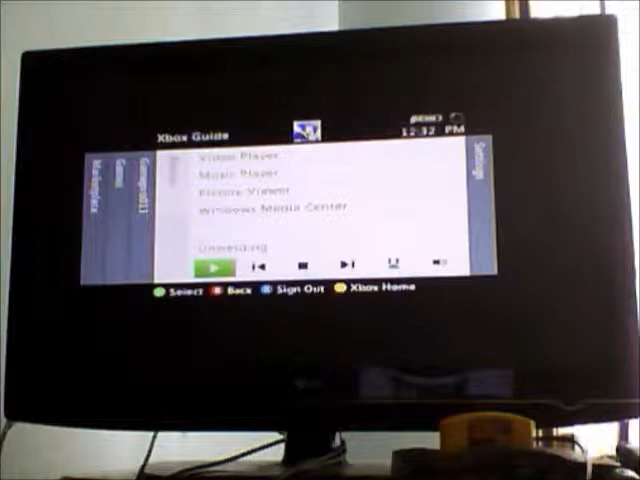 Xbox Guide
12:32 PM
Marketplace
Games
Settings
Video Player
Music Player
Picture Viewer
Windows Media Center
Select
Back
Sign Out
Xbox Home